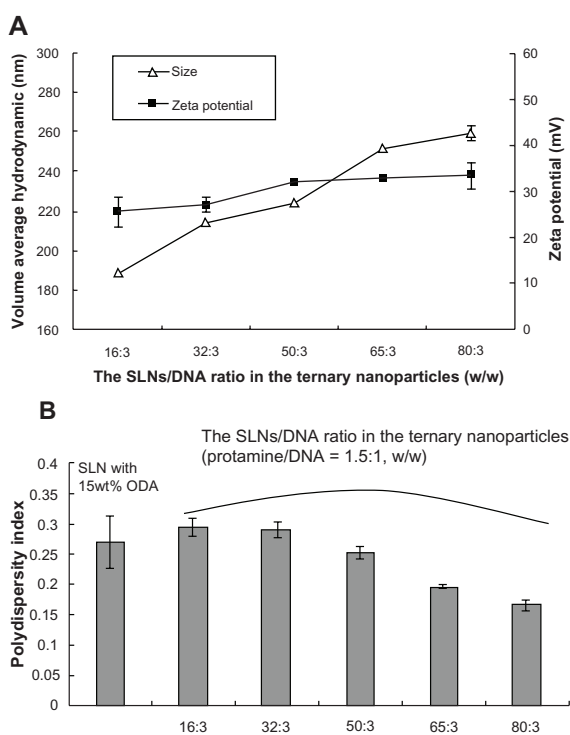 A
300
280
260
240
220
200
180
160
Volume average hydrodynamic (nm)
Size
Zeta potential
60
50
40
30
20
10
0
Zeta potential (mV)
16:3 32:3 50:3 65:3 80:3
The SLNs/DNA ratio in the ternary nanoparticles (w/w)
B
The SLNs/DNA ratio in the ternary nanoparticles
(protamine/DNA = 1.5:1, w/w)
SLN with
15wt% ODA
0.4
0.35
0.3
0.25
0.2
0.15
0.1
0.05
0
Polydispersity index
16:3 32:3 50:3 65:3 80:3